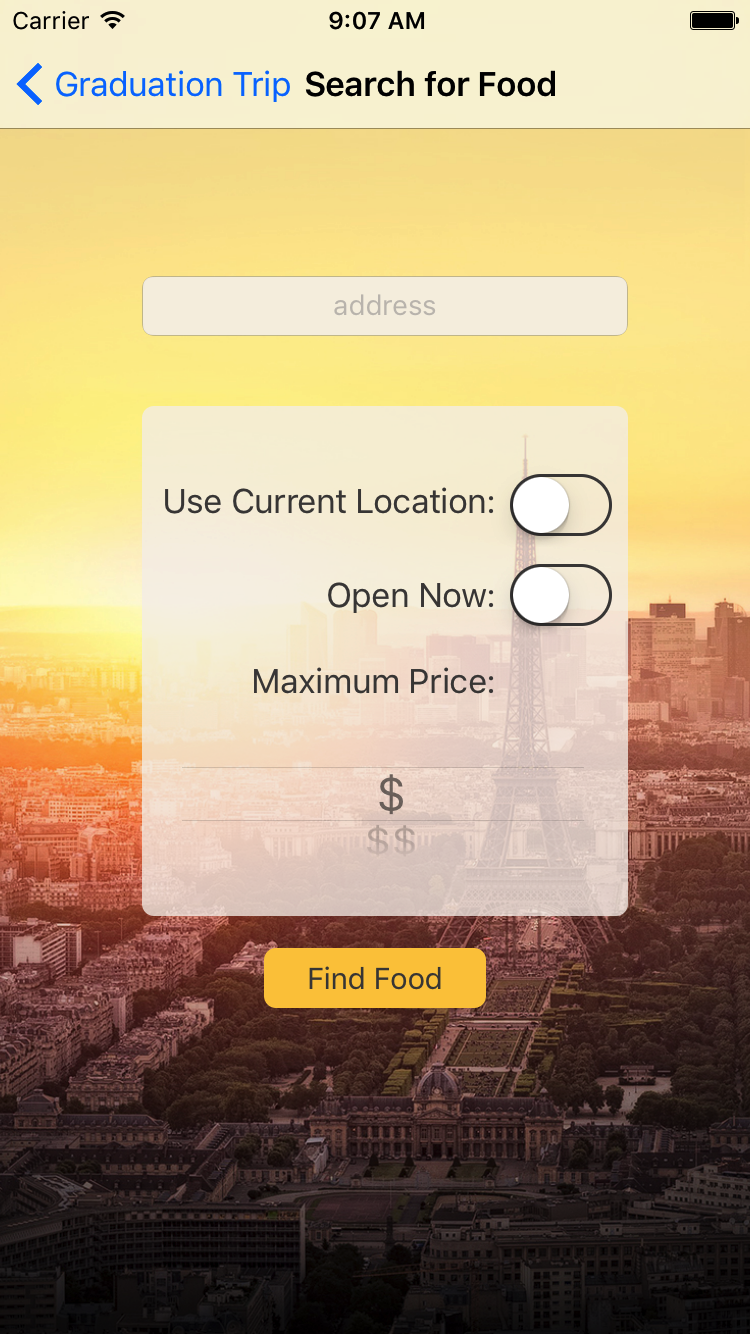 Carrier 9:07 AM
Graduation Trip Search for Food
address
Use Current Location:
Open Now:
Maximum Price:
$
$$
Find Food